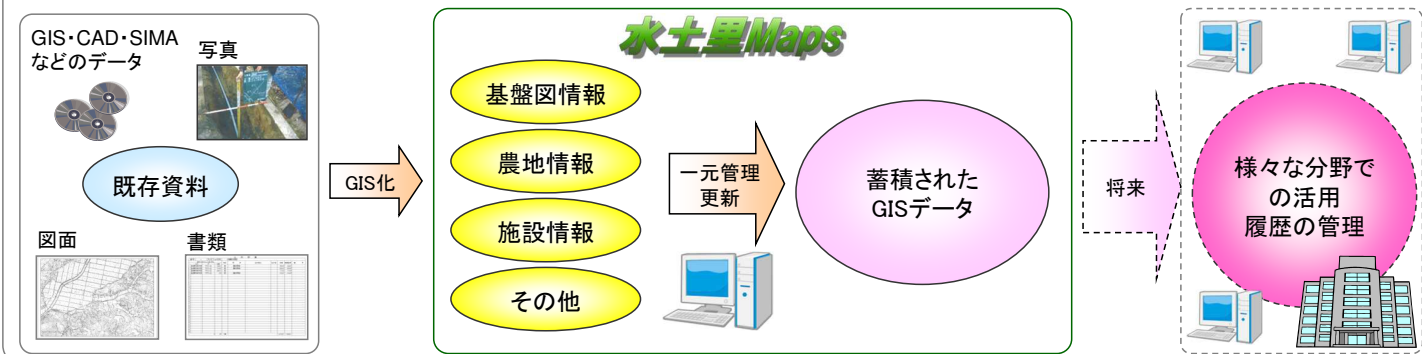 GIS・CAD・SIMA
などのデータ
写真
既存資料
図面
書類
GIS化
水土里Maps
基盤図情報
農地情報
施設情報
その他
一元管理
更新
蓄積された
GISデータ
将来
様々な分野で
の活用
履歴の管理